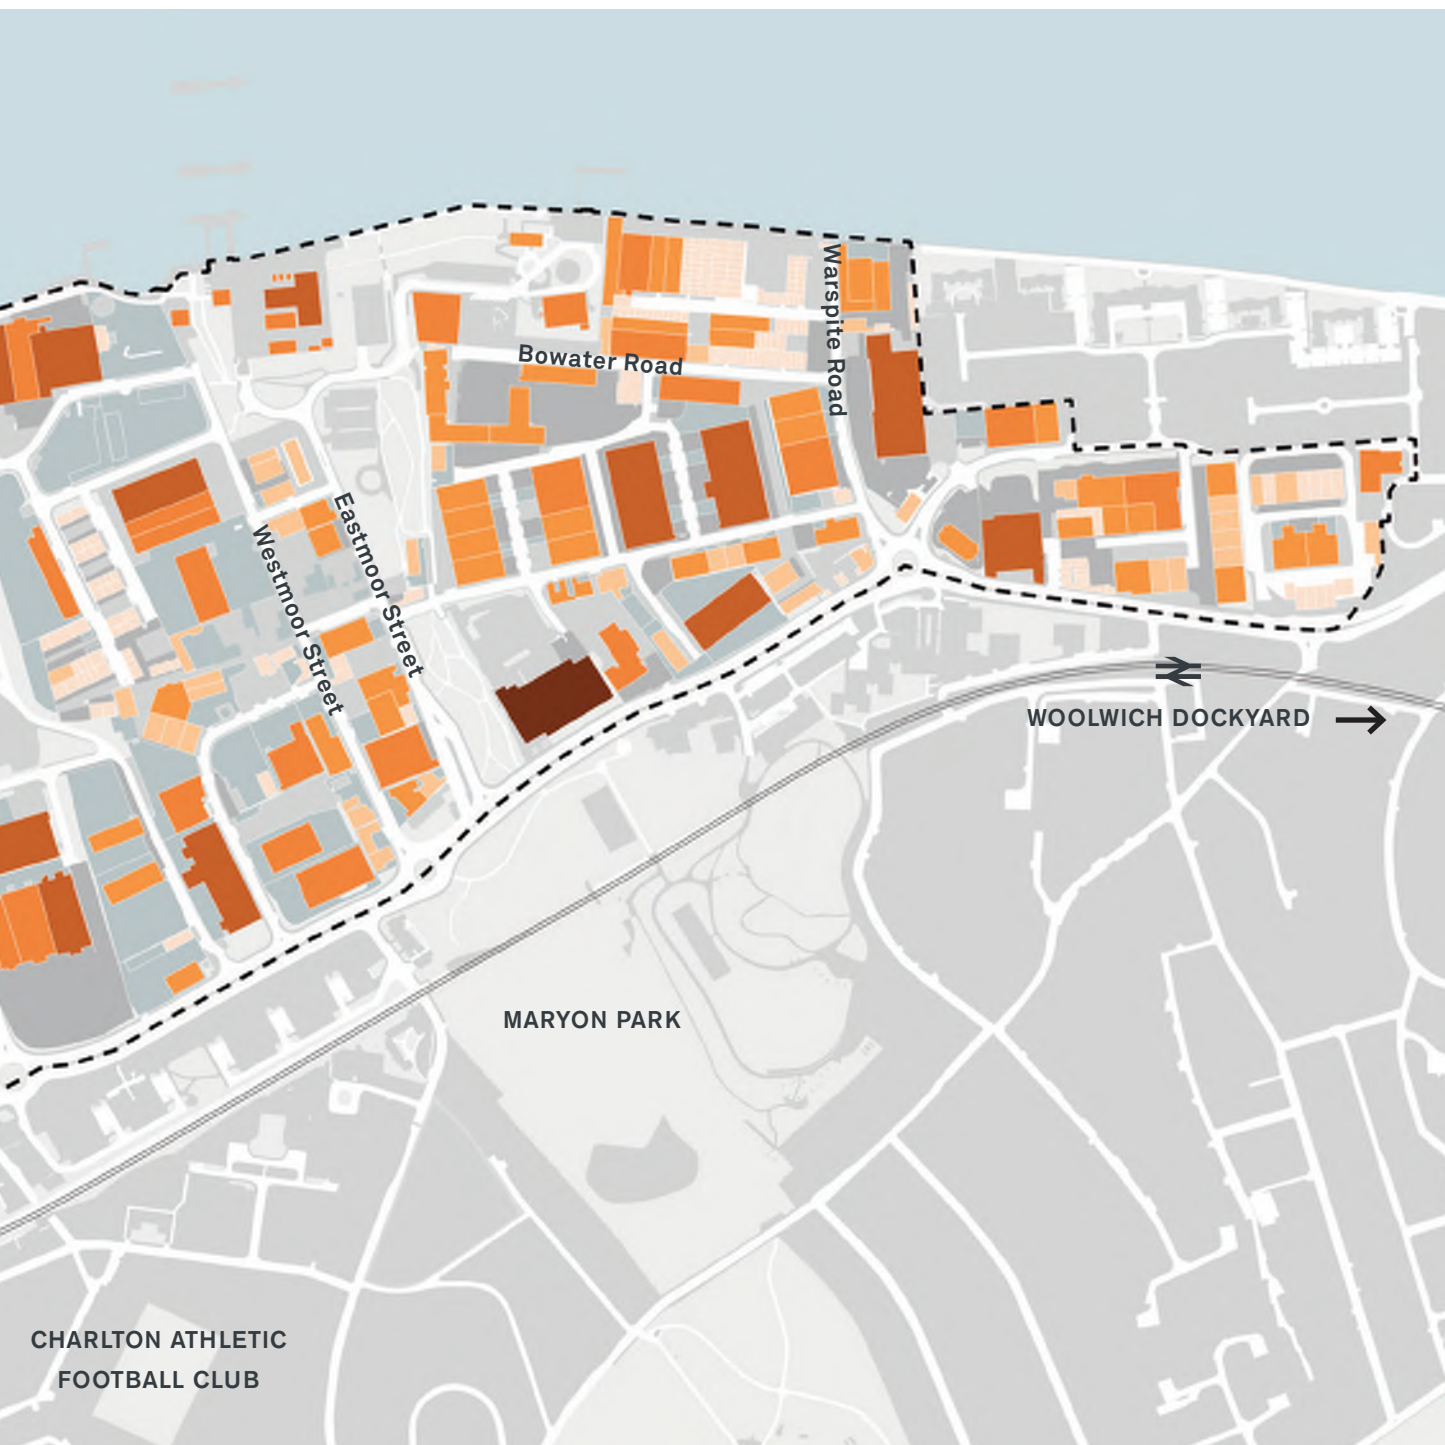 Warspite Road
Bowater Road
Eastmoor Street
Westmoor Street
WOOLWICH DOCKYARD
MARYON PARK
CHARLTON ATHLETIC
FOOTBALL CLUB